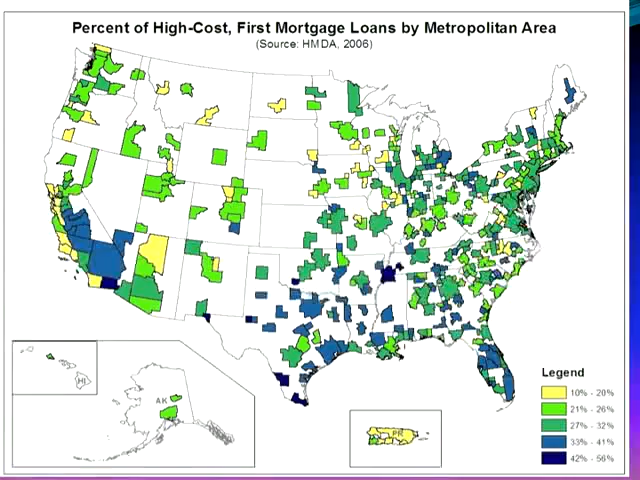 Percent of High-Cost, First Mortgage Loans by Metropolitan Area
(Source: HMDA, 2006)
HI
AK
PR
Legend
10% - 20%
21% - 26%
27% - 32%
33% - 41%
42% - 56%